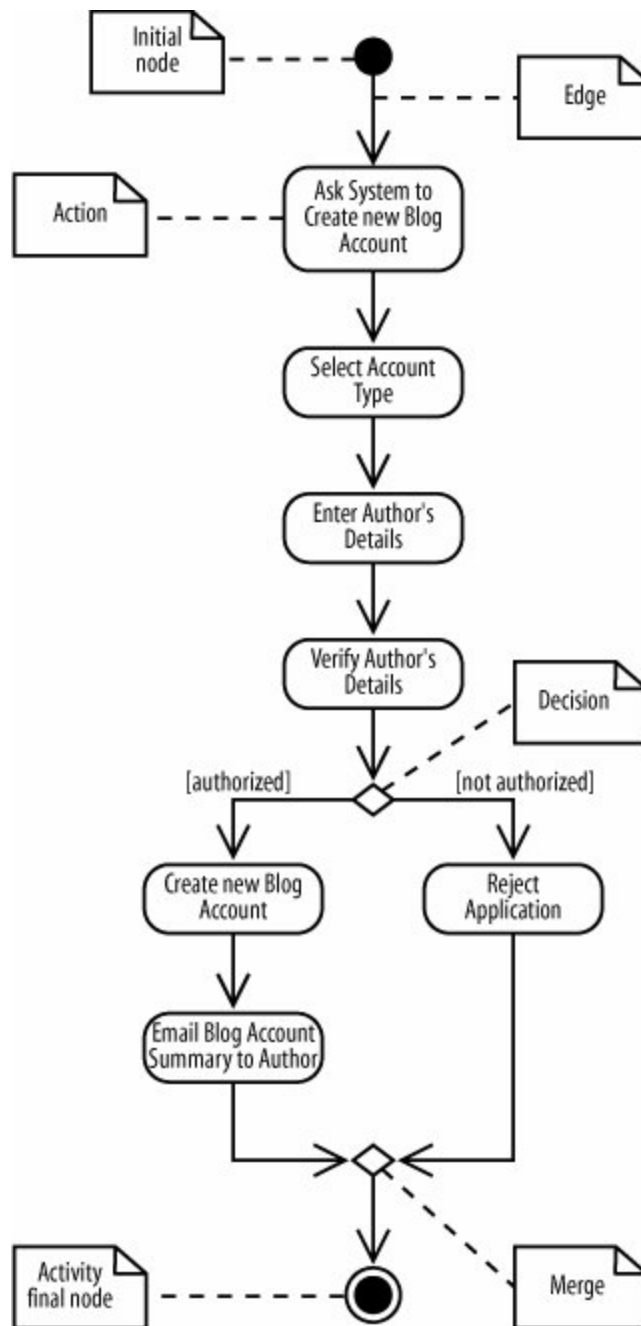 Initial
node
Edge
Ask System to
Create new Blog
Account
Action
Select Account
Type
Enter Author's
Details
Verify Author's
Details
Decision
[authorized]
[not authorized]
Create new Blog
Account
Reject
Application
Email Blog Account
Summary to Author
Activity
final node
Merge